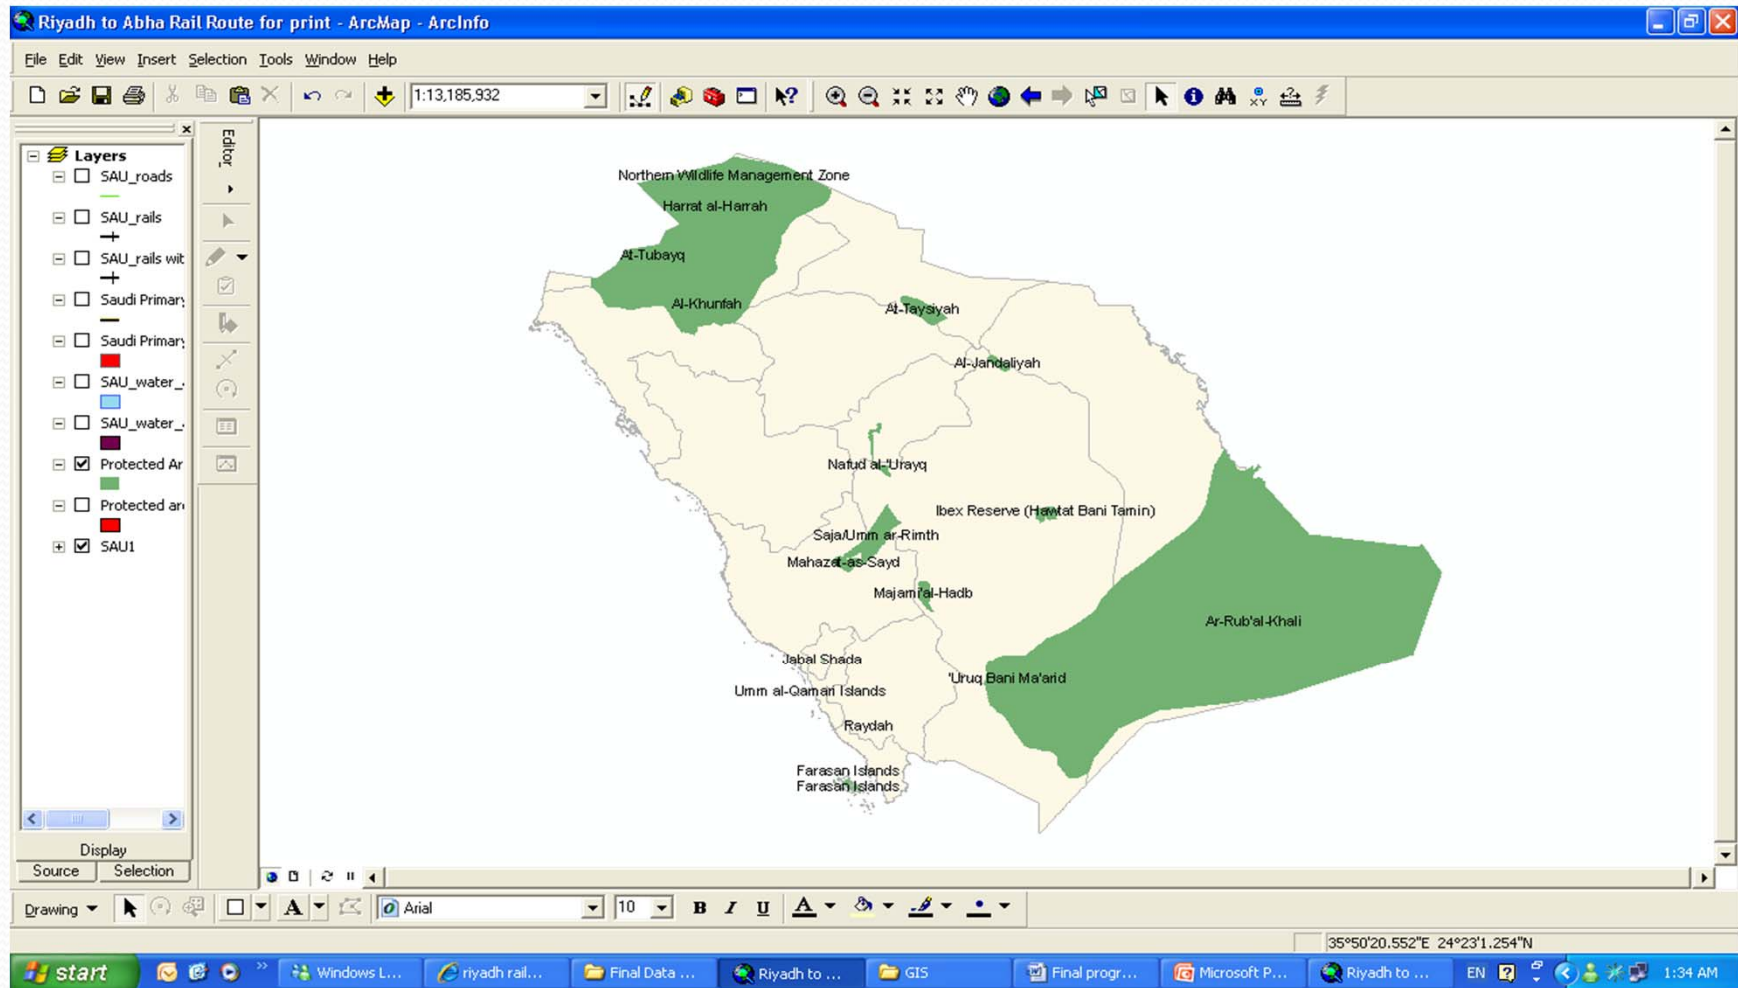 Riyadh to Abha Rail Route for print - ArcMap - ArcInfo
File Edit View Insert Selection Tools Window Help
1:13,185,932
Layers
SAU_roads
SAU_rails
SAU_rails wit
Saudi Primary
Saudi Primary
SAU_water_
SAU_water_
Protected Ar
Protected are
SAU1
Display
Source Selection
Editor
Northern Wildlife Management Zone
Harrat al-Harrah
At-Tubayq
Al-Khunfah
At-Taysiyah
Al-Jandaliyah
Nafud al-'Urayq
Ibex Reserve (Hawtat Bani Tamin)
Saja/Umm ar-Rimth
Mahazat-as-Sayd
Majami'al-Hadb
Ar-Rub'al-Khali
Jabal Shada
'Uruq Bani Ma'arid
Umm al-Qamari Islands
Raydah
Farasan Islands
Farasan Islands
Drawing A Arial 10 B I U A
35°50'20.552"E 24°23'1.254"N
start Windows L... riyadh rail... Final Data ... Riyadh to ... GIS Final progr... Microsoft P... Riyadh to ... EN 1:34 AM